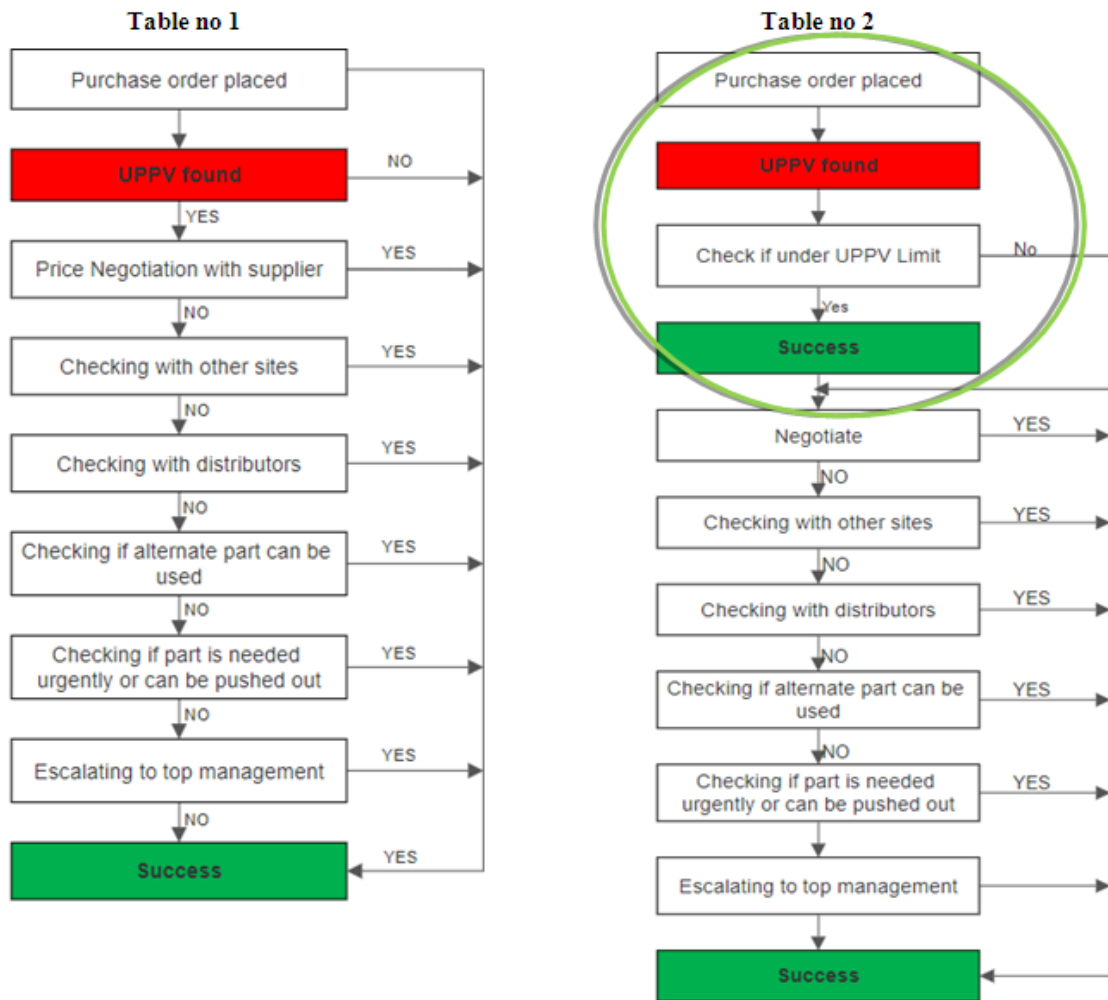 Table no 1
Purchase order placed
UPPV found
NO
YES
Price Negotiation with supplier
YES
NO
Checking with other sites
YES
NO
Checking with distributors
YES
NO
Checking if alternate part can be
used
YES
NO
Checking if part is needed
urgently or can be pushed out
YES
NO
Escalating to top management
YES
NO
Success
YES
Table no 2
Purchase order placed
UPPV found
Check if under UPPV Limit
No
Yes
Success
Negotiate
YES
NO
Checking with other sites
YES
NO
Checking with distributors
YES
NO
Checking if alternate part can be
used
YES
NO
Checking if part is needed
urgently or can be pushed out
YES
Escalating to top management
Success